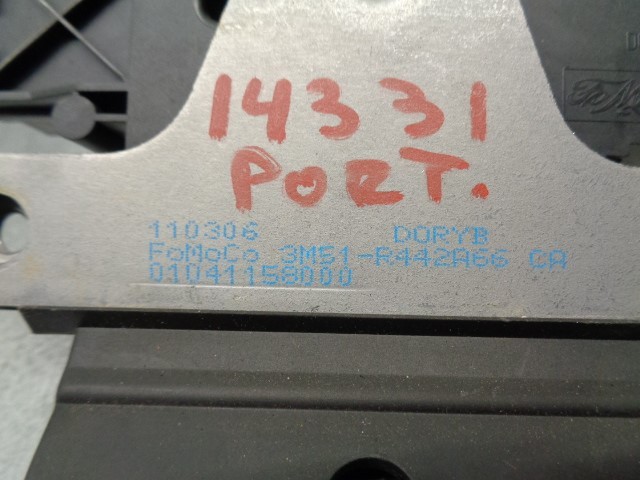 14331
PORT.
110306 DORYB
FoMoCo 3M51-R442A66 CA
01041158000